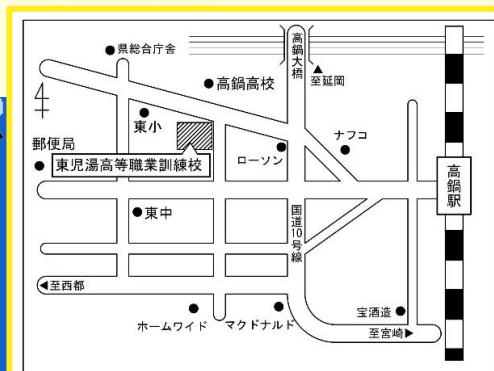 県総合庁舎
高鍋大橋
至延岡
高鍋高校
東小
ナフコ
郵便局
ローソン
東児湯高等職業訓練校
高鍋駅
東中
国道10号線
至西都
宝酒造
ホームワイド
マクドナルド
至宮崎